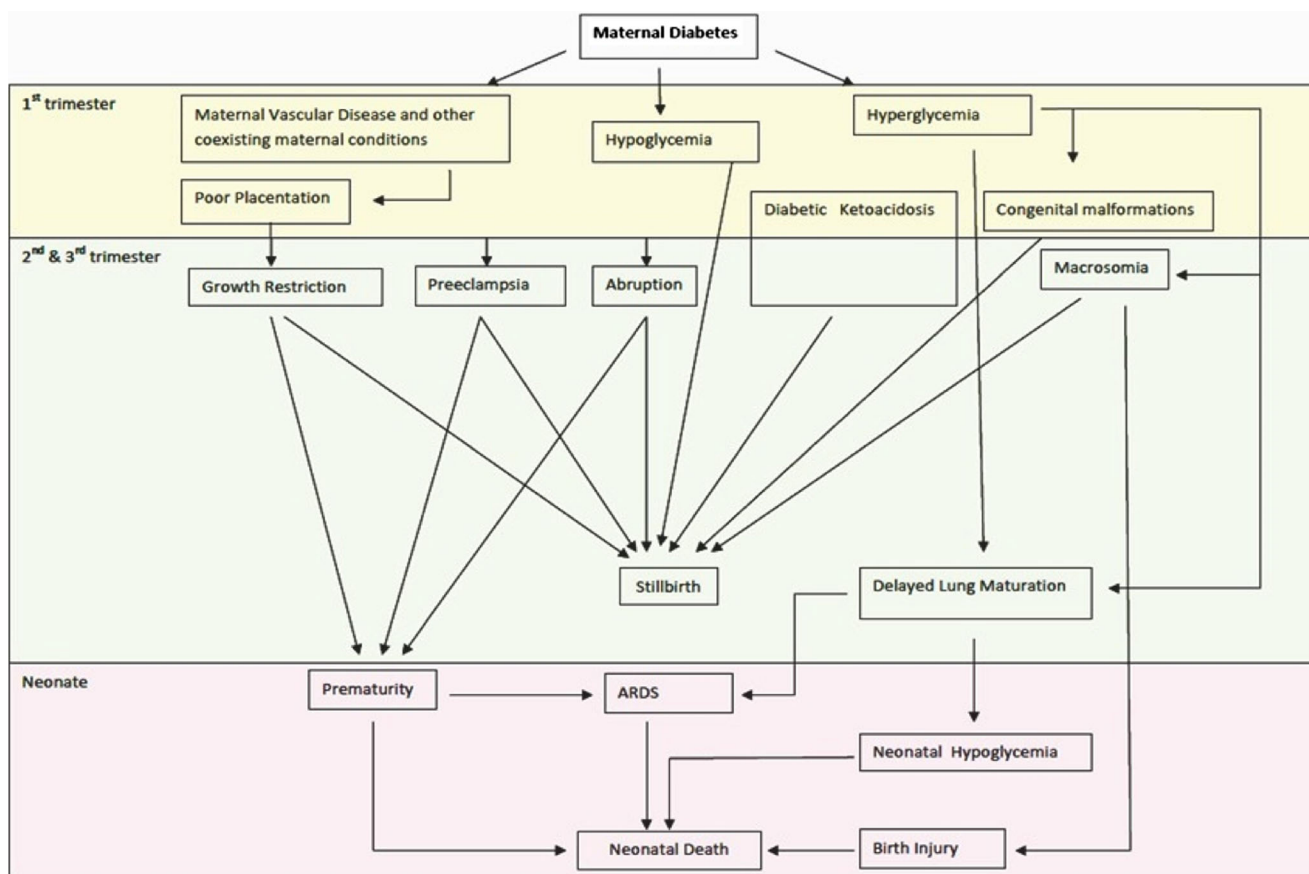 Maternal Diabetes
1st trimester
Maternal Vascular Disease and other
coexisting maternal conditions
Hypoglycemia
Hyperglycemia
Poor Placentation
Diabetic Ketoacidosis
Congenital malformations
2nd & 3rd trimester
Growth Restriction
Preeclampsia
Abruption
Macrosomia
Stillbirth
Delayed Lung Maturation
Neonate
Prematurity
ARDS
Neonatal Hypoglycemia
Neonatal Death
Birth Injury